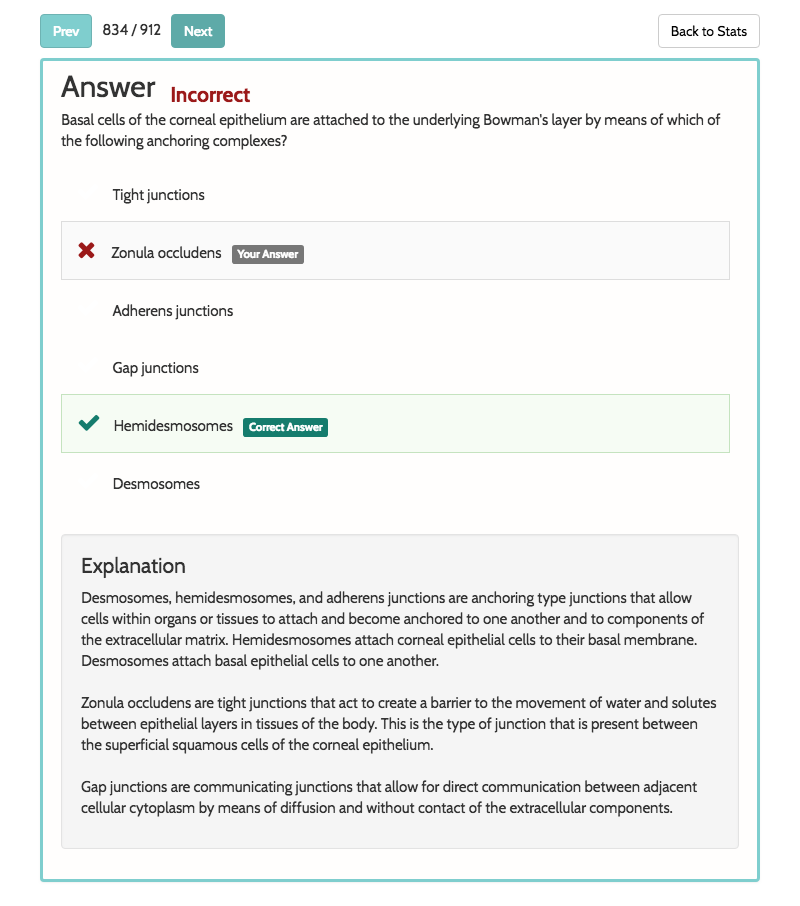 Prev 834 / 912 Next Back to Stats
Answer Incorrect
Basal cells of the corneal epithelium are attached to the underlying Bowman's layer by means of which of
the following anchoring complexes?
Tight junctions
Zonula occludens Your Answer
Adherens junctions
Gap junctions
Hemidesmosomes Correct Answer
Desmosomes
Explanation
Desmosomes, hemidesmosomes, and adherens junctions are anchoring type junctions that allow
cells within organs or tissues to attach and become anchored to one another and to components of
the extracellular matrix. Hemidesmosomes attach corneal epithelial cells to their basal membrane.
Desmosomes attach basal epithelial cells to one another.
Zonula occludens are tight junctions that act to create a barrier to the movement of water and solutes
between epithelial layers in tissues of the body. This is the type of junction that is present between
the superficial squamous cells of the corneal epithelium.
Gap junctions are communicating junctions that allow for direct communication between adjacent
cellular cytoplasm by means of diffusion and without contact of the extracellular components.